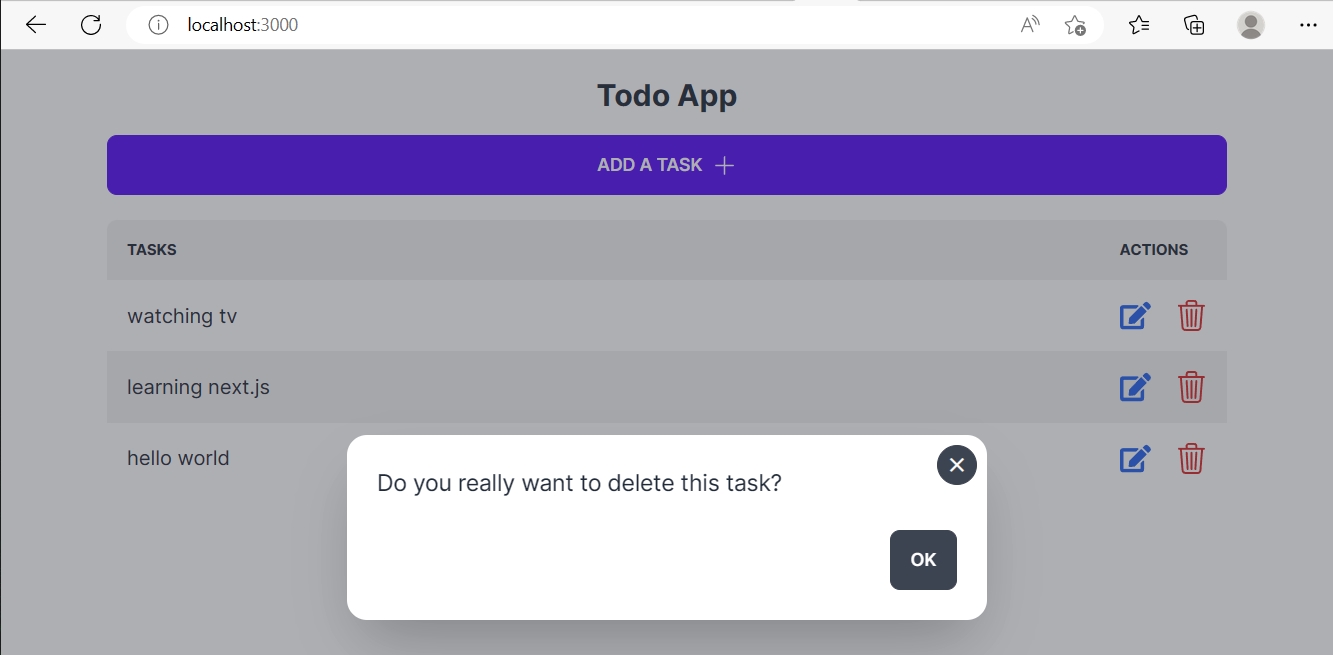 localhost:3000
Todo App
ADD A TASK
TASKS ACTIONS
watching tv
learning next.js
hello world
Do you really want to delete this task?
OK